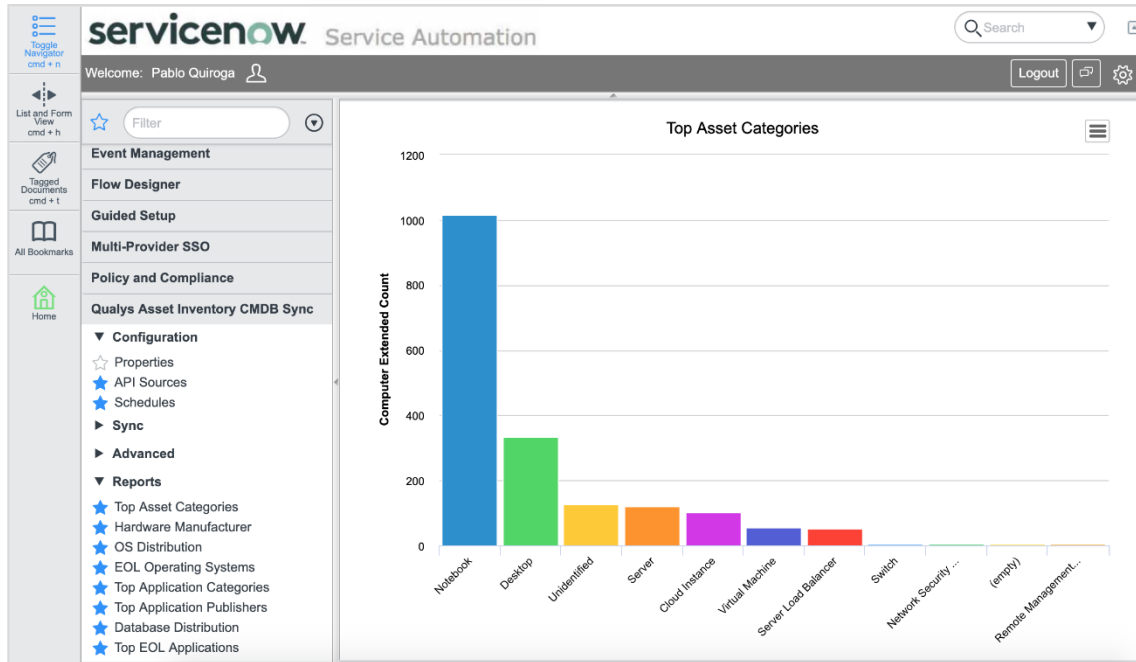 Toggle
Navigator
cmd + n
List and Form
View
cmd + h
Tagged
Documents
cmd + t
All Bookmarks
Home
servicenow Service Automation
Search
Welcome: Pablo Quiroga
Logout
Filter
Event Management
Flow Designer
Guided Setup
Multi-Provider SSO
Policy and Compliance
Qualys Asset Inventory CMDB Sync
Configuration
Properties
API Sources
Schedules
Sync
Advanced
Reports
Top Asset Categories
Hardware Manufacturer
OS Distribution
EOL Operating Systems
Top Application Categories
Top Application Publishers
Database Distribution
Top EOL Applications
Top Asset Categories
Computer Extended Count
1200
1000
800
600
400
200
0
Notebook
Desktop
Unidentified
Server
Cloud Instance
Virtual Machine
Server Load Balancer
Switch
Network Security ...
(empty)
Remote Management...